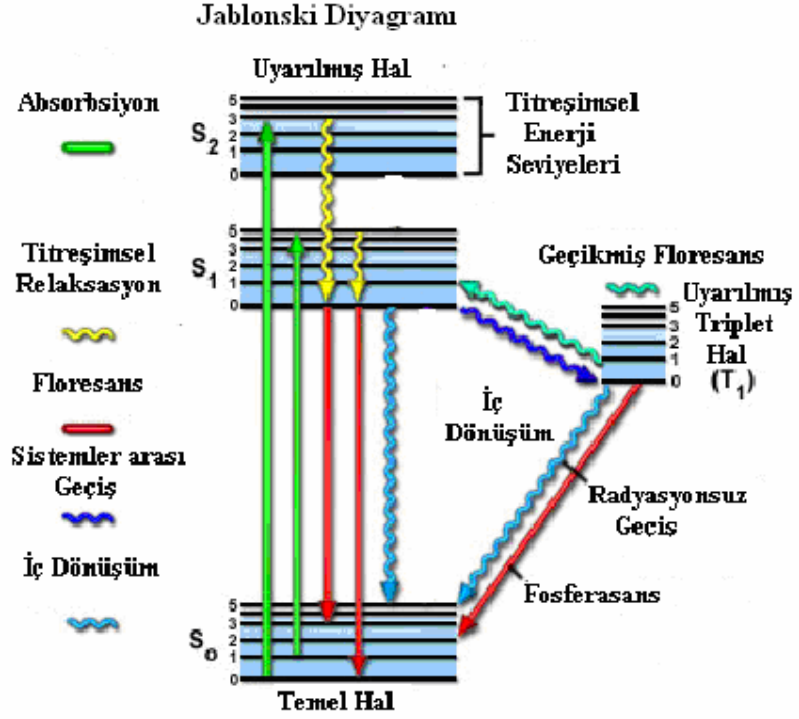 Jablonski Diyagramı
Uyarılmış Hal
Absorbsiyon
Titreşimsel
Enerji
Seviyeleri
S2
5
3
2
1
0
Titreşimsel
Relaksasyon
S1
5
3
2
1
0
Geçikmiş Floresans
Uyarılmış
Triplet
Hal
(T1)
5
3
2
1
0
Floresans
Sistemler arası
Geçiş
İç Dönüşüm
İç
Dönüşüm
Radyasyonsuz
Geçiş
Fosferasans
S0
5
3
2
1
0
Temel Hal